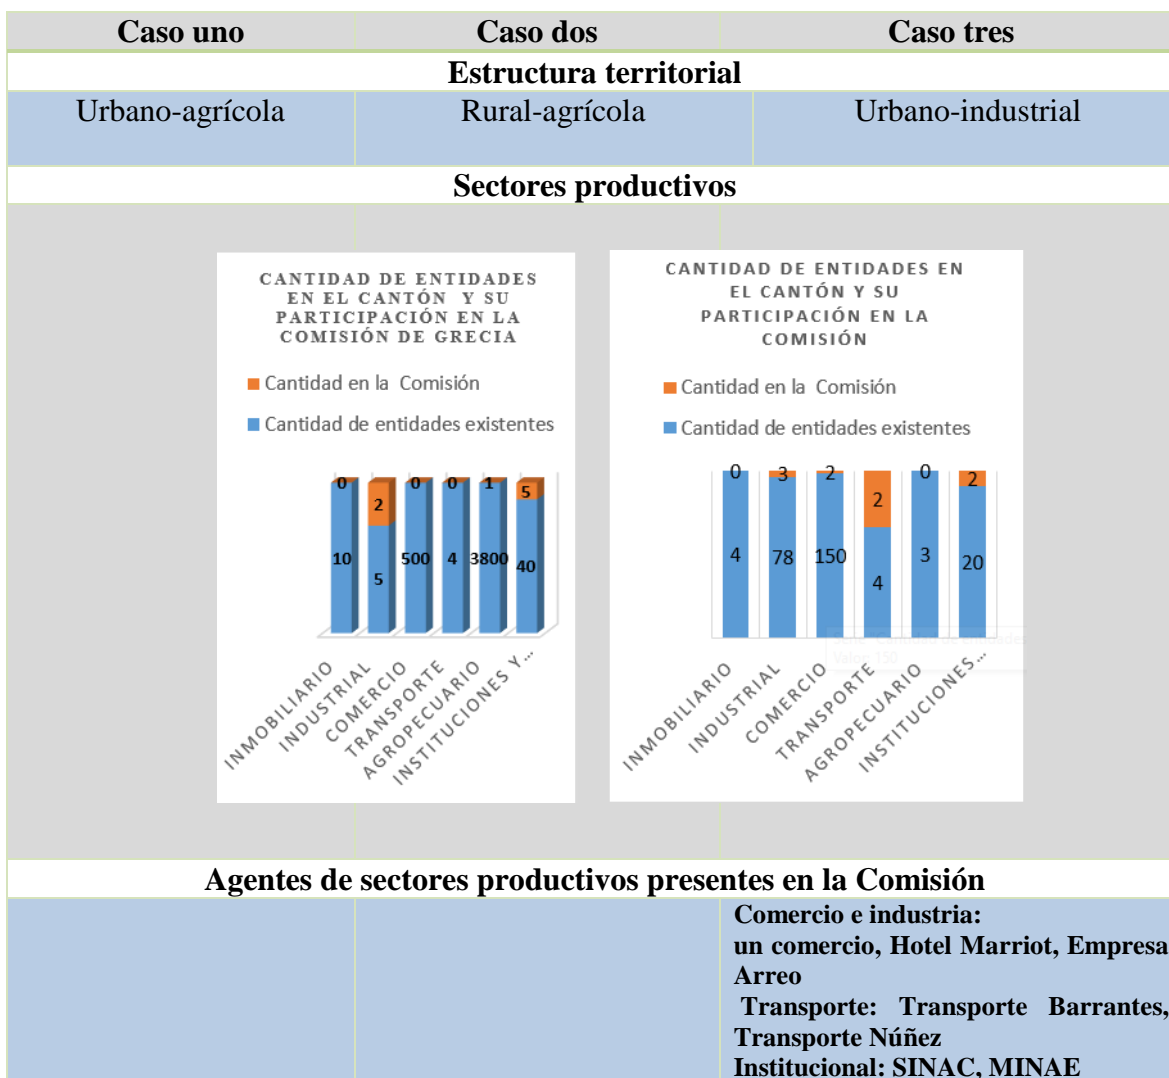 Caso uno Caso dos Caso tres
Estructura territorial
Urbano-agrícola Rural-agrícola Urbano-industrial
Sectores productivos
CANTIDAD DE ENTIDADES
EN EL CANTÓN Y SU
PARTICIPACIÓN EN LA
COMISIÓN DE GRECIA
Cantidad en la Comisión
Cantidad de entidades existentes
0 2 0 0 1 5
10 5 500 4 3800 40
INMOBILIARIO
INDUSTRIAL
COMERCIO
TRANSPORTE
AGROPECUARIO
INSTITUCIONES Y...
CANTIDAD DE ENTIDADES EN
EL CANTÓN Y SU
PARTICIPACIÓN EN LA
COMISIÓN
Cantidad en la Comisión
Cantidad de entidades existentes
0 3 2 2 0 2
4 78 150 4 3 20
INMOBILIARIO
INDUSTRIAL
COMERCIO
TRANSPORTE
AGROPECUARIO
INSTITUCIONES...
Agentes de sectores productivos presentes en la Comisión
Comercio e industria:
un comercio, Hotel Marriot, Empresa
Arreo
Transporte: Transporte Barrantes,
Transporte Núñez
Institucional: SINAC, MINAE